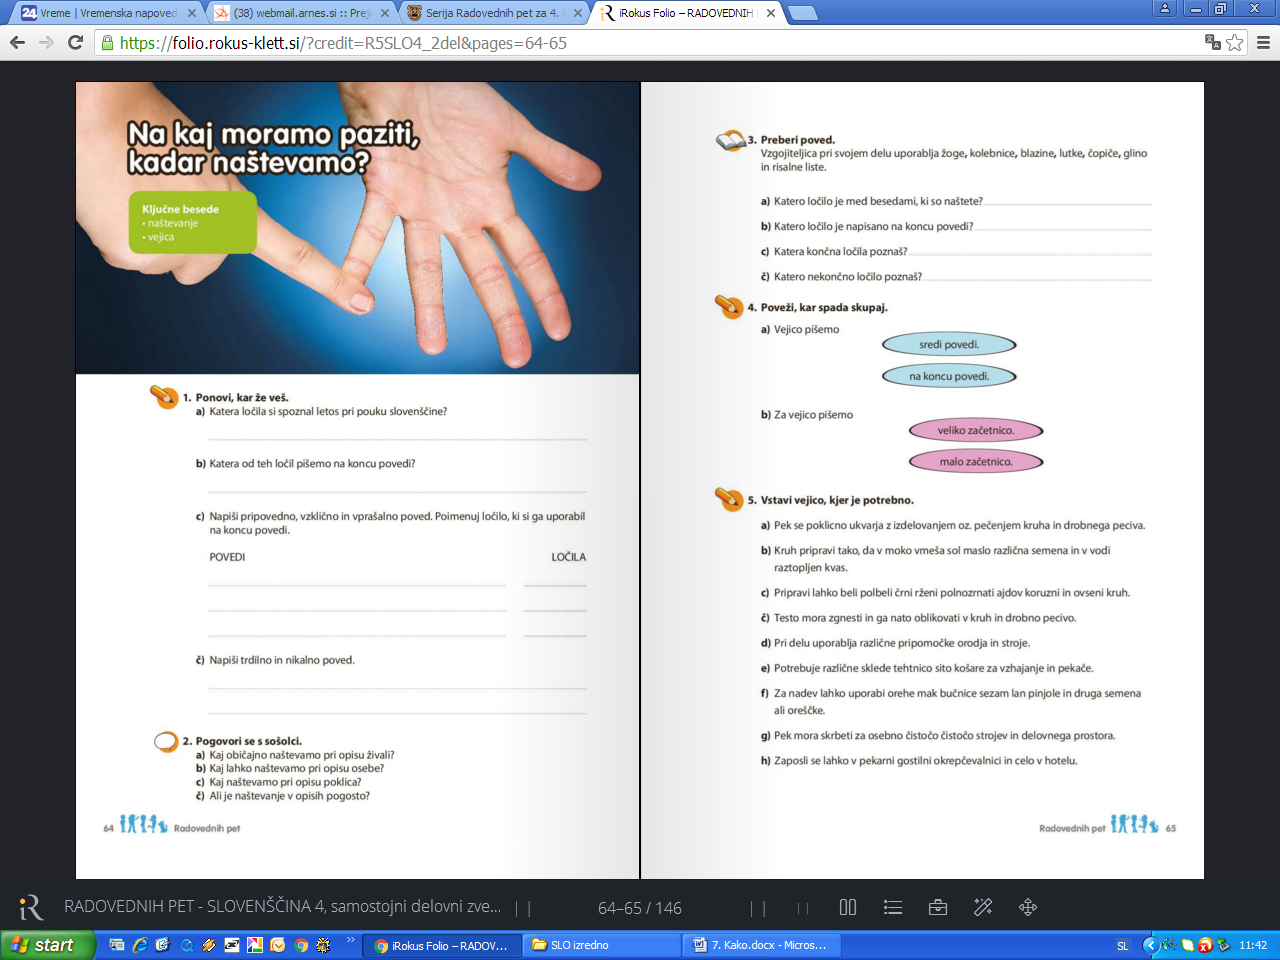 Vreme | Vremenska napoved
(38) webmail.arnes.si :: Prej
Serija Radovednih pet za 4.
iRokus Folio – RADOVEDNIH
https://folio.rokus-klett.si/?credit=R5SLO4_2del&pages=64-65
Na kaj moramo paziti,
kadar naštevamo?
Ključne besede
• naštevanje
• vejica
1. Ponovi, kar že veš.
a) Katera ločila si spoznal letos pri pouku slovenščine?
b) Katera od teh ločil pišemo na koncu povedi?
c) Napiši pripovedno, vzklično in vprašalno poved. Poimenuj ločilo, ki si ga uporabil
na koncu povedi.
POVEDI LOČILA
č) Napiši trdilno in nikalno poved.
2. Pogovori se s sošolci.
a) Kaj običajno naštevamo pri opisu živali?
b) Kaj lahko naštevamo pri opisu osebe?
c) Kaj naštevamo pri opisu poklica?
č) Ali je naštevanje v opisih pogosto?
64 Radovednih pet
3. Preberi poved.
Vzgojiteljica pri svojem delu uporablja žoge, kolebnice, blazine, lutke, čopiče, glino
in risalne liste.
a) Katero ločilo je med besedami, ki so naštete?
b) Katero ločilo je napisano na koncu povedi?
c) Katera končna ločila poznaš?
č) Katero nekončno ločilo poznaš?
4. Poveži, kar spada skupaj.
a) Vejico pišemo
sredi povedi.
na koncu povedi.
b) Za vejico pišemo
veliko začetnico.
malo začetnico.
5. Vstavi vejico, kjer je potrebno.
a) Pek se poklicno ukvarja z izdelovanjem oz. pečenjem kruha in drobnega peciva.
b) Kruh pripravi tako, da v moko vmeša sol maslo različna semena in v vodi
raztopljen kvas.
c) Pripravi lahko beli polbeli črni rženi polnozrnati ajdov koruzni in ovseni kruh.
č) Testo mora zgnesti in ga nato oblikovati v kruh in drobno pecivo.
d) Pri delu uporablja različne pripomočke orodja in stroje.
e) Potrebuje različne sklede tehtnico sito košare za vzhajanje in pekače.
f) Za nadev lahko uporabi orehe mak bučnice sezam lan pinjole in druga semena
ali oreščke.
g) Pek mora skrbeti za osebno čistočo čistočo strojev in delovnega prostora.
h) Zaposli se lahko v pekarni gostilni okrepčevalnici in celo v hotelu.
Radovednih pet 65
iR
RADOVEDNIH PET - SLOVENŠČINA 4, samostojni delovni zve...
64–65 / 146
start
iRokus Folio – RADOV...
SLO izredno
7. Kako.docx - Micros...
SL
11:42